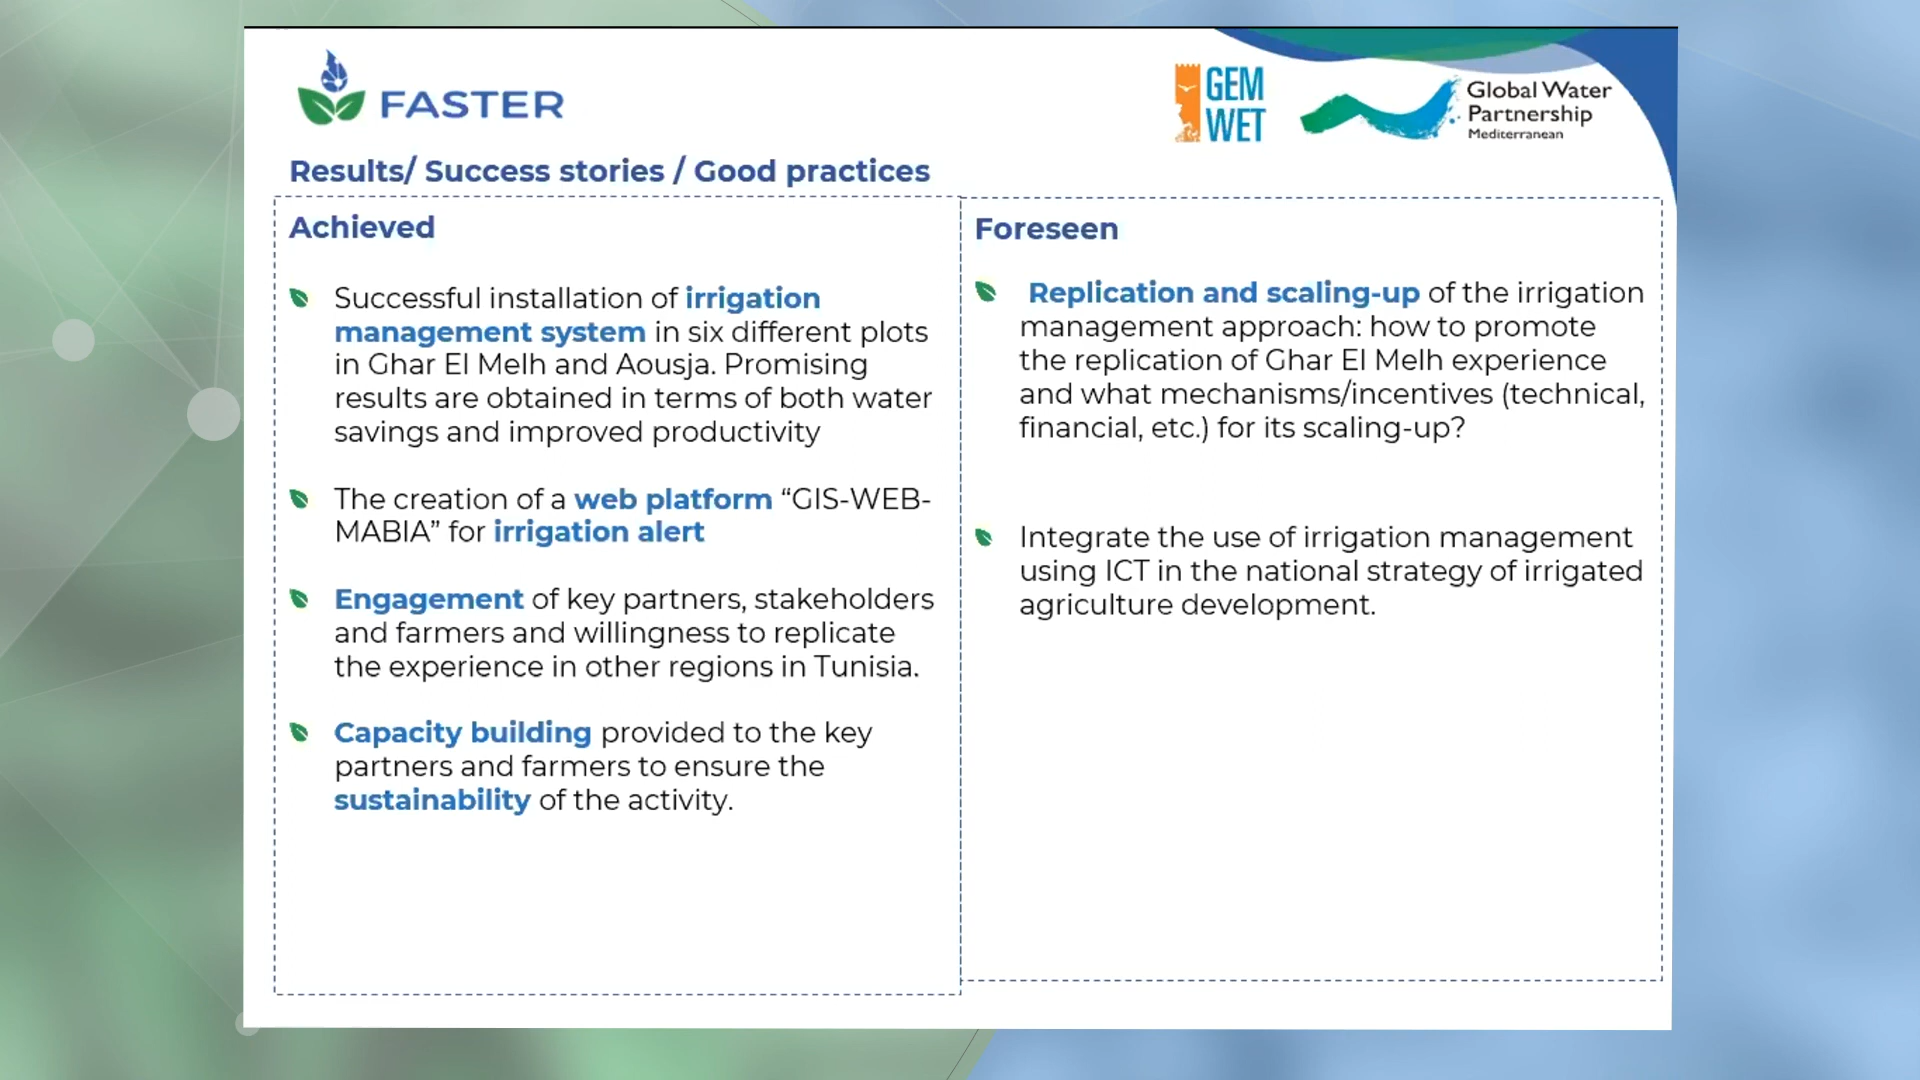 FASTER
GEM
WET
Global Water
Partnership
Mediterranean
Results/ Success stories / Good practices
Achieved
Successful installation of irrigation
management system in six different plots
in Ghar El Melh and Aousja. Promising
results are obtained in terms of both water
savings and improved productivity
The creation of a web platform “GIS-WEB-
MABIA” for irrigation alert
Engagement of key partners, stakeholders
and farmers and willingness to replicate
the experience in other regions in Tunisia.
Capacity building provided to the key
partners and farmers to ensure the
sustainability of the activity.
Foreseen
Replication and scaling-up of the irrigation
management approach: how to promote
the replication of Ghar El Melh experience
and what mechanisms/incentives (technical,
financial, etc.) for its scaling-up?
Integrate the use of irrigation management
using ICT in the national strategy of irrigated
agriculture development.